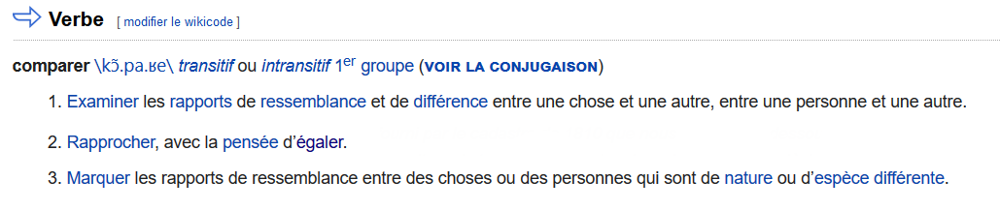 Verbe [ modifier le wikicode ]
comparer \kɔ̃.pa.ʁe\ transitif ou intransitif 1er groupe (VOIR LA CONJUGAISON)
1. Examiner les rapports de ressemblance et de différence entre une chose et une autre, entre une personne et une autre.
2. Rapprocher, avec la pensée d’égaler.
3. Marquer les rapports de ressemblance entre des choses ou des personnes qui sont de nature ou d’espèce différente.